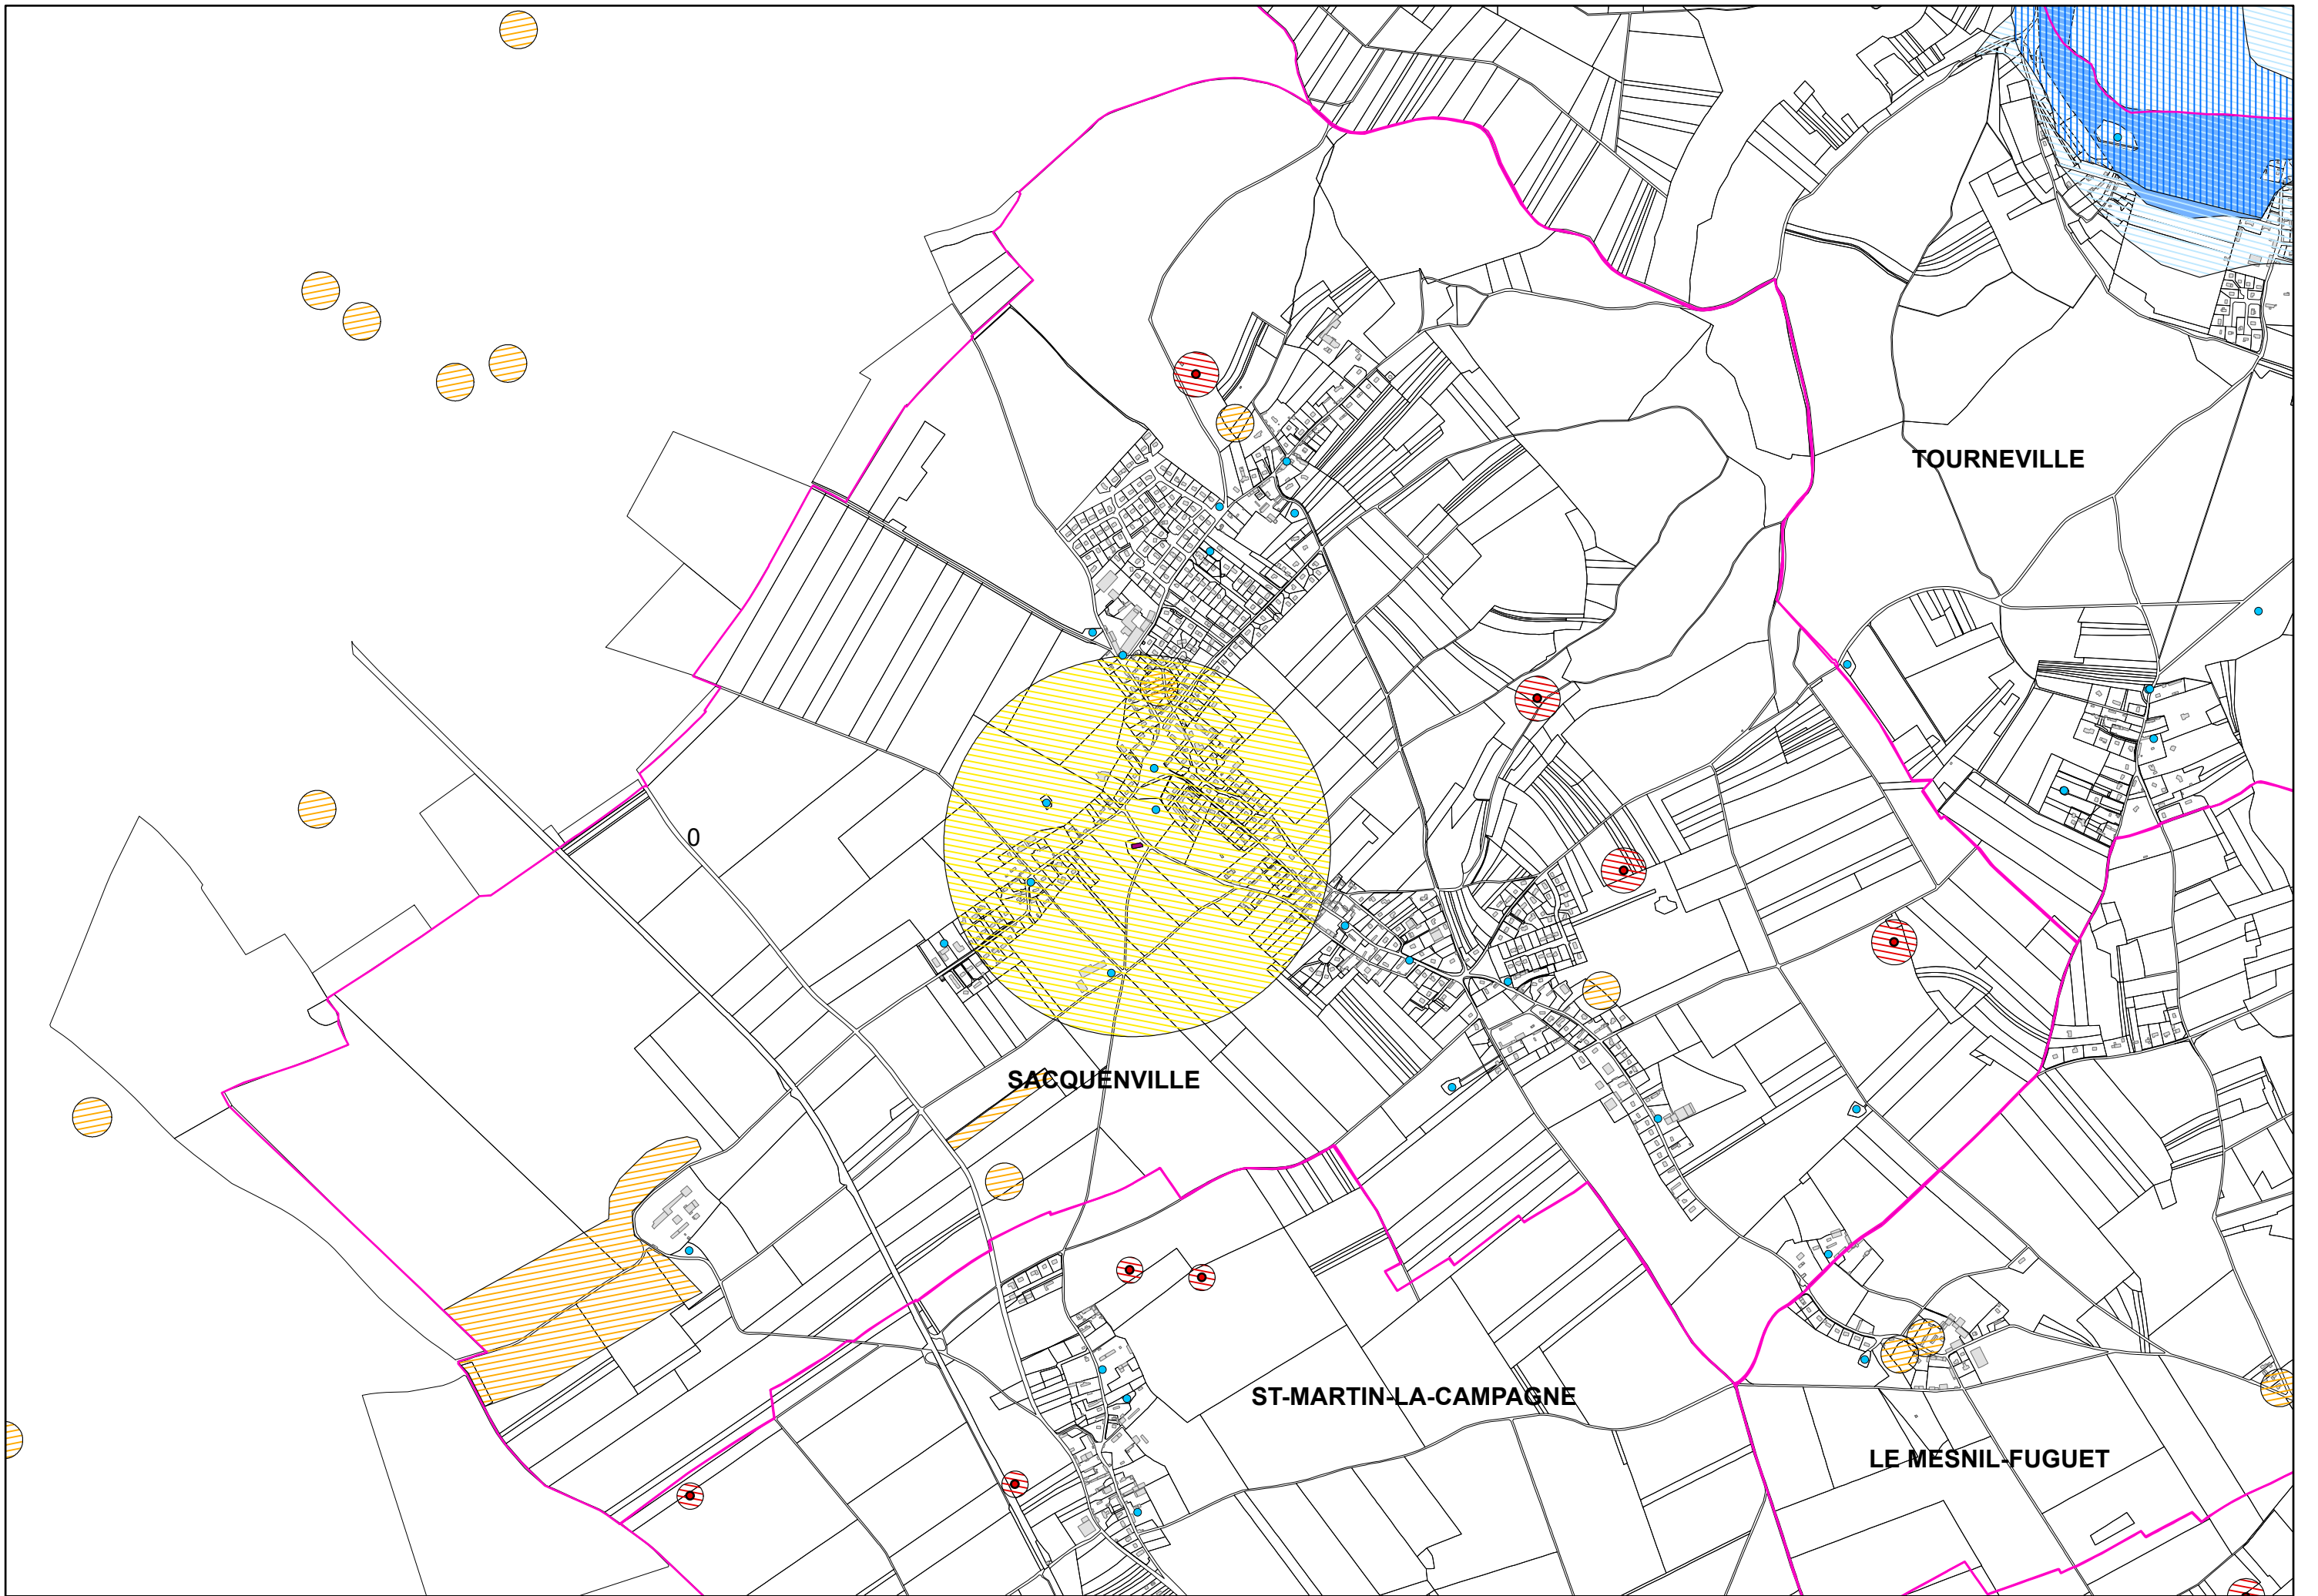 TOURNEVILLE
0
SACQUENVILLE
ST-MARTIN-LA-CAMPAGNE
LE MESNIL-FUGUET